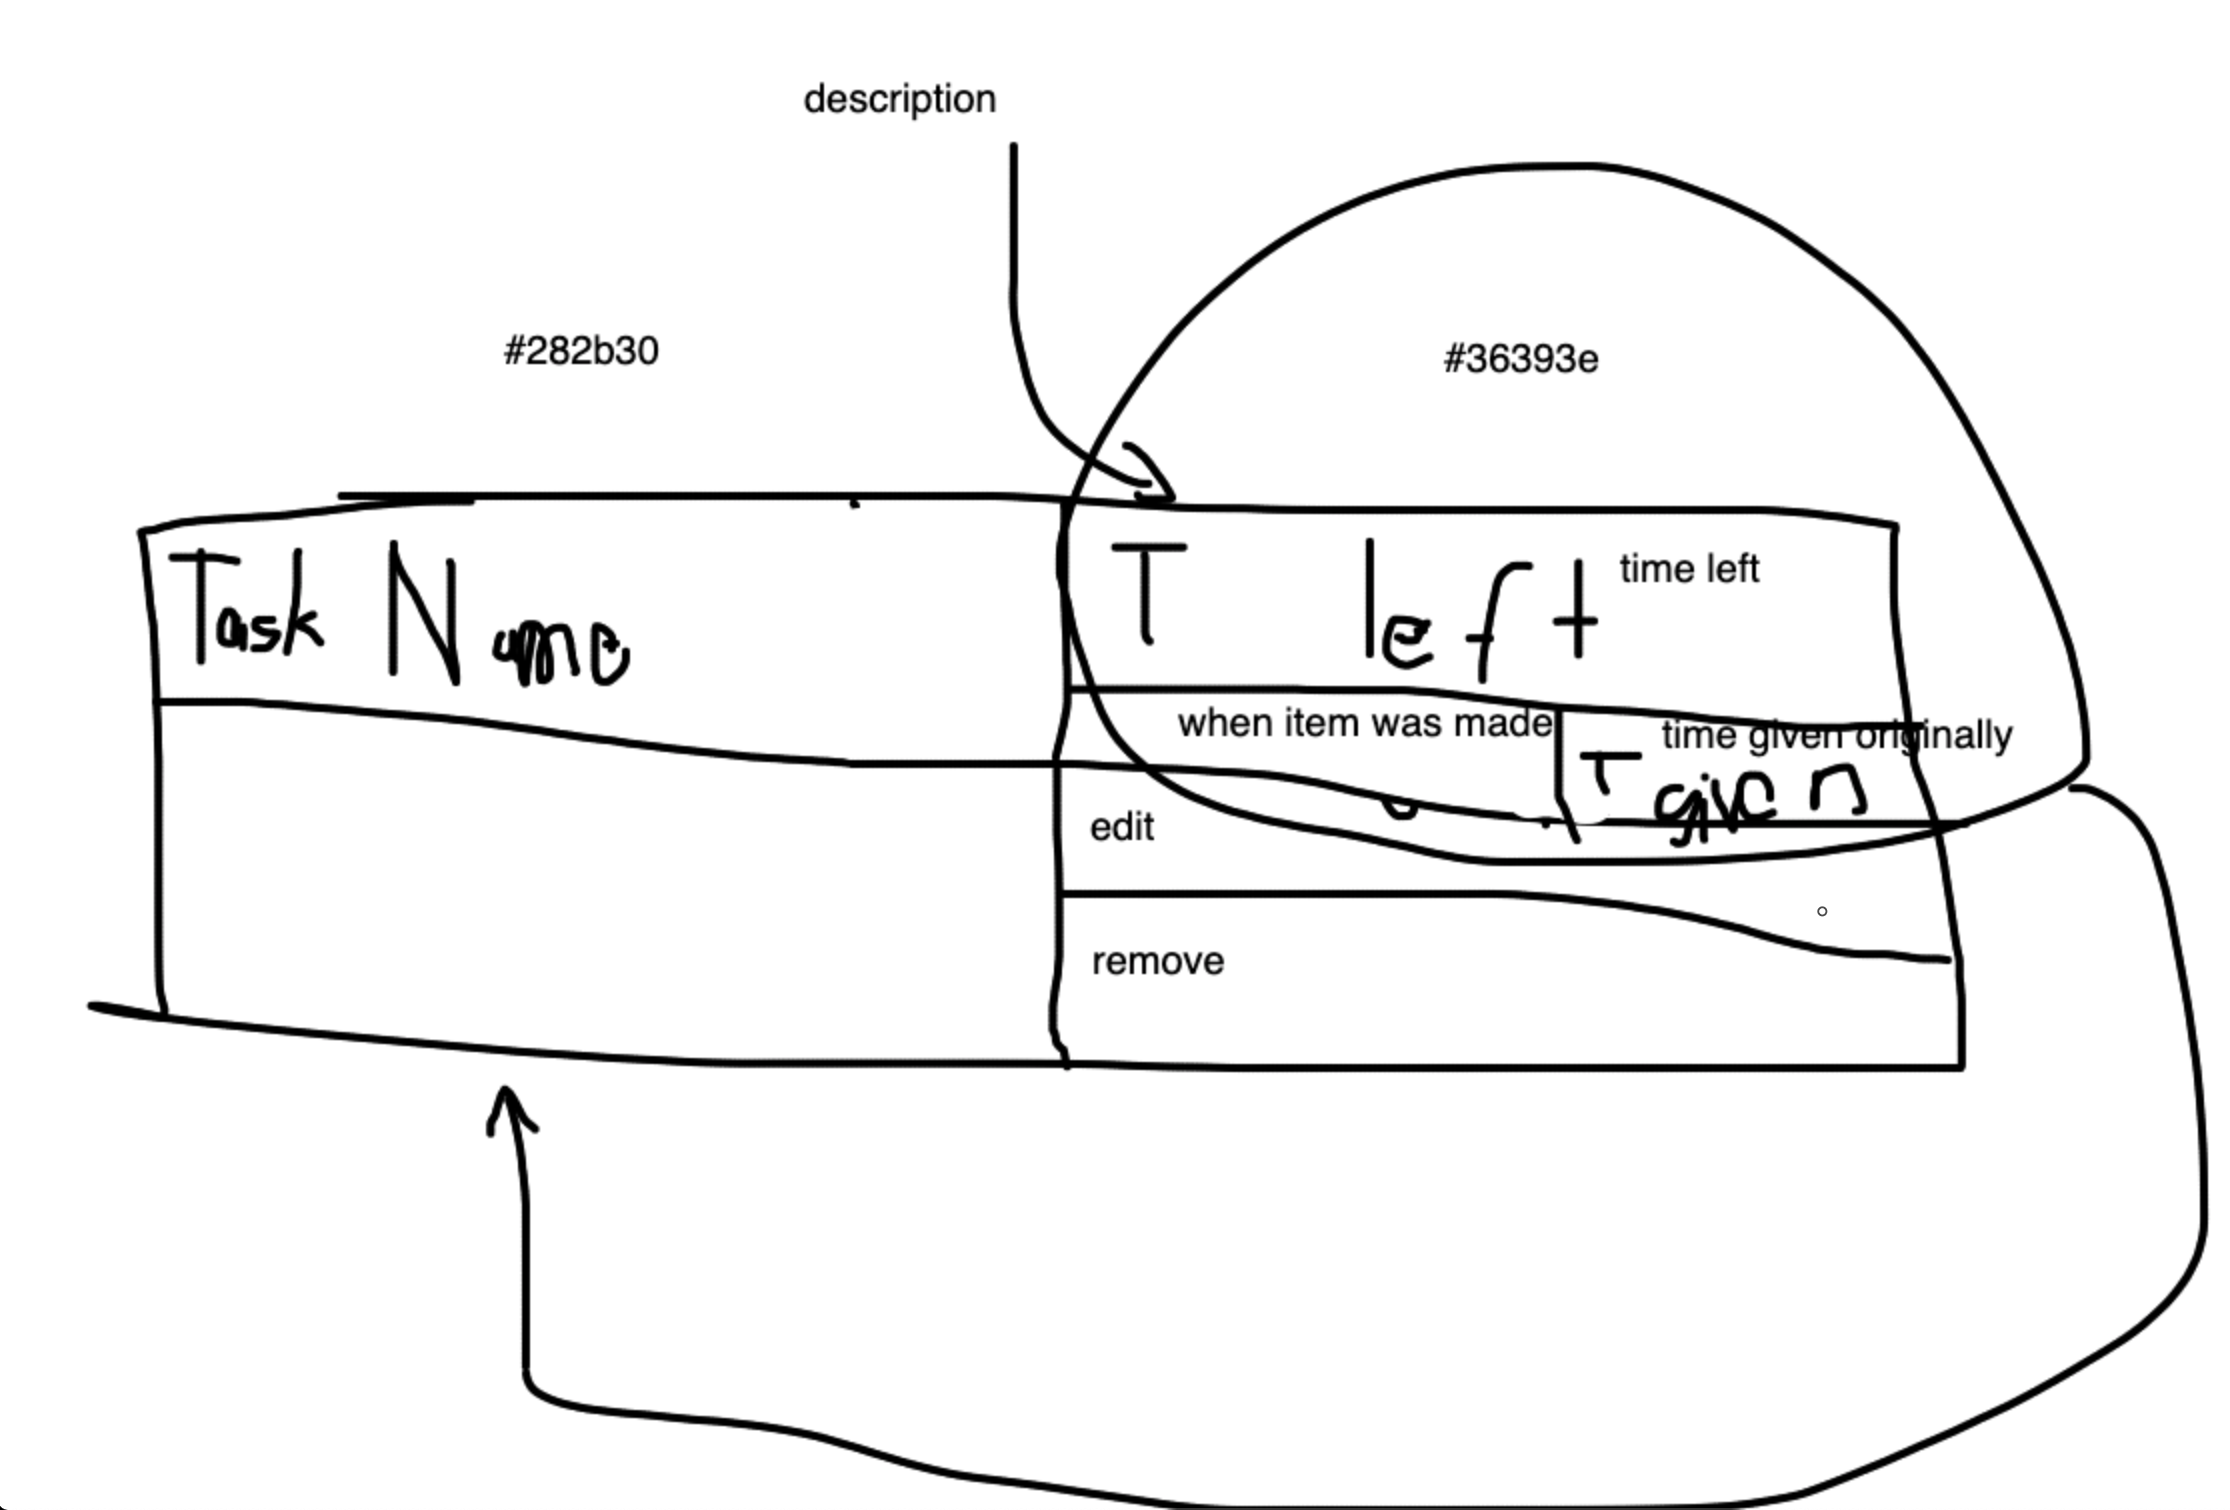 description
#282b30
#36393e
Task Name
T left
time left
when item was made
time given originally
T given
edit
remove